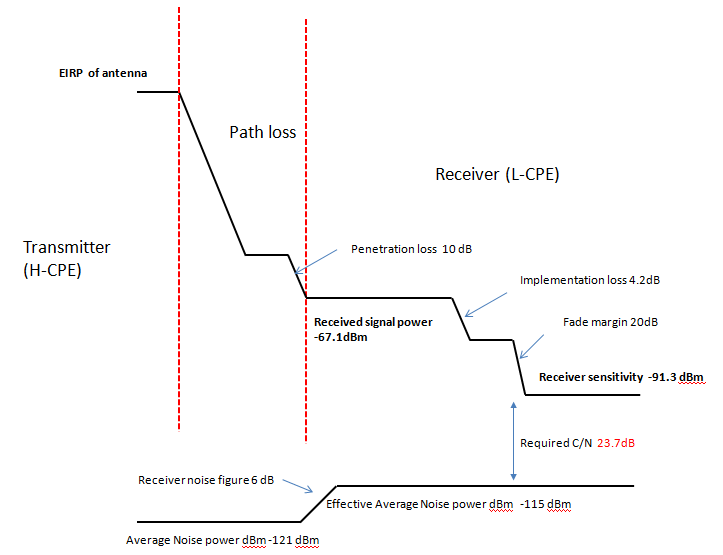 EIRP of antenna
Path loss
Receiver (L-CPE)
Transmitter
(H-CPE)
Penetration loss 10 dB
Implementation loss 4.2dB
Received signal power
-67.1dBm
Fade margin 20dB
Receiver sensitivity -91.3 dBm
Required C/N 23.7dB
Receiver noise figure 6 dB
Effective Average Noise power dBm -115 dBm
Average Noise power dBm -121 dBm